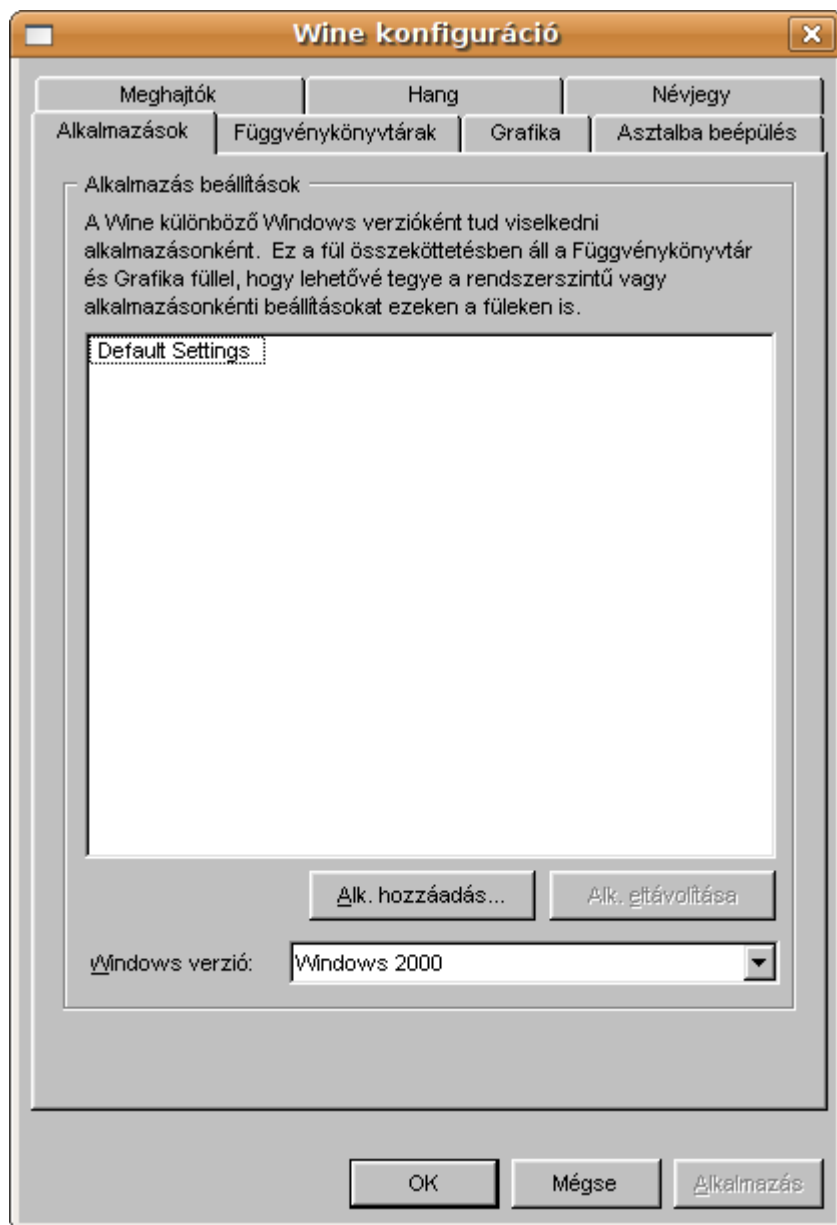 Wine konfiguráció
Meghajtók
Hang
Névjegy
Alkalmazások
Függvénykönyvtárak
Grafika
Asztalba beépülés
Alkalmazás beállítások
A Wine különböző Windows verzióként tud viselkedni
alkalmazásonként.  Ez a fül összeköttetésben áll a Függvénykönyvtár
és Grafika füllel, hogy lehetővé tegye a rendszerszintű vagy
alkalmazásonkénti beállításokat ezeken a füleken is.
Default Settings
Alk. hozzáadás...
Alk. eltávolítása
Windows verzió:
Windows 2000
OK
Mégse
Alkalmazás